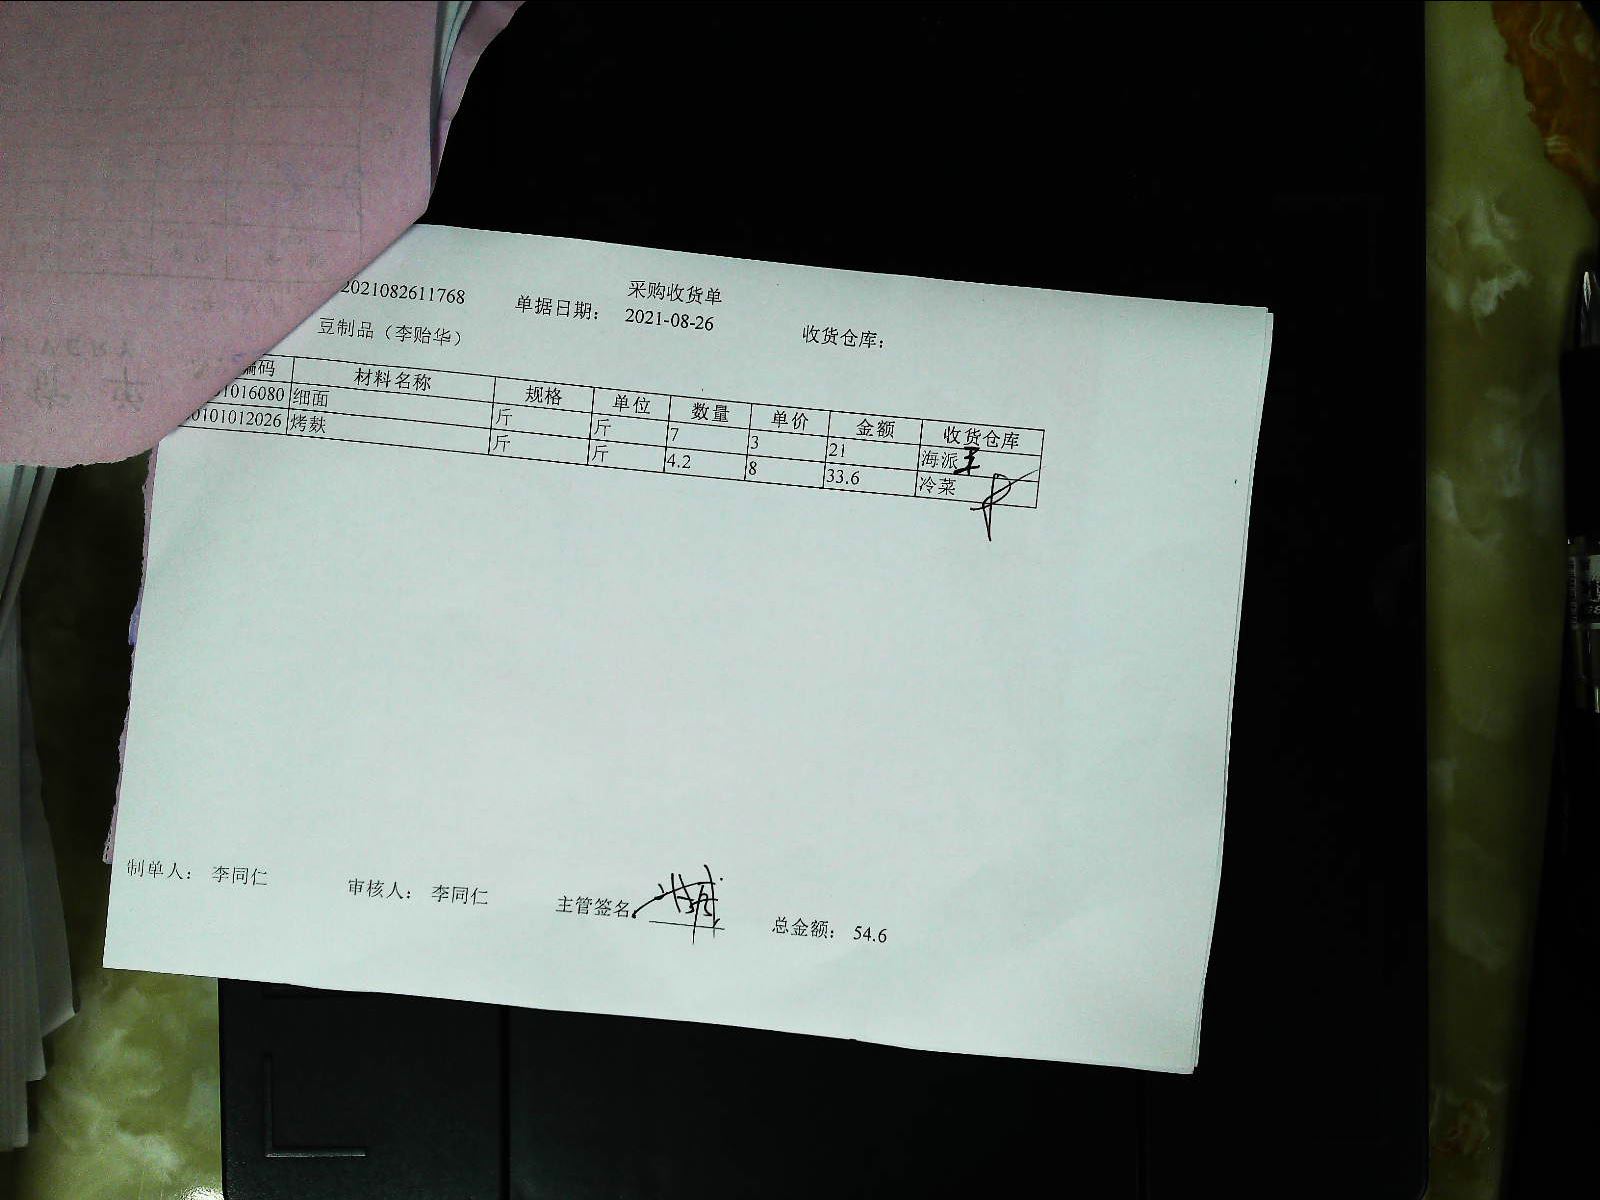 采购收货单
2021082611768 单据日期： 2021-08-26 收货仓库：
豆制品（李贻华）
编码 材料名称 规格 单位 数量 单价 金额 收货仓库
01016080 细面 斤 斤 7 3 21 海派
0101012026 烤麸 斤 斤 4.2 8 33.6 冷菜
制单人： 李同仁 审核人： 李同仁 主管签名 总金额： 54.6